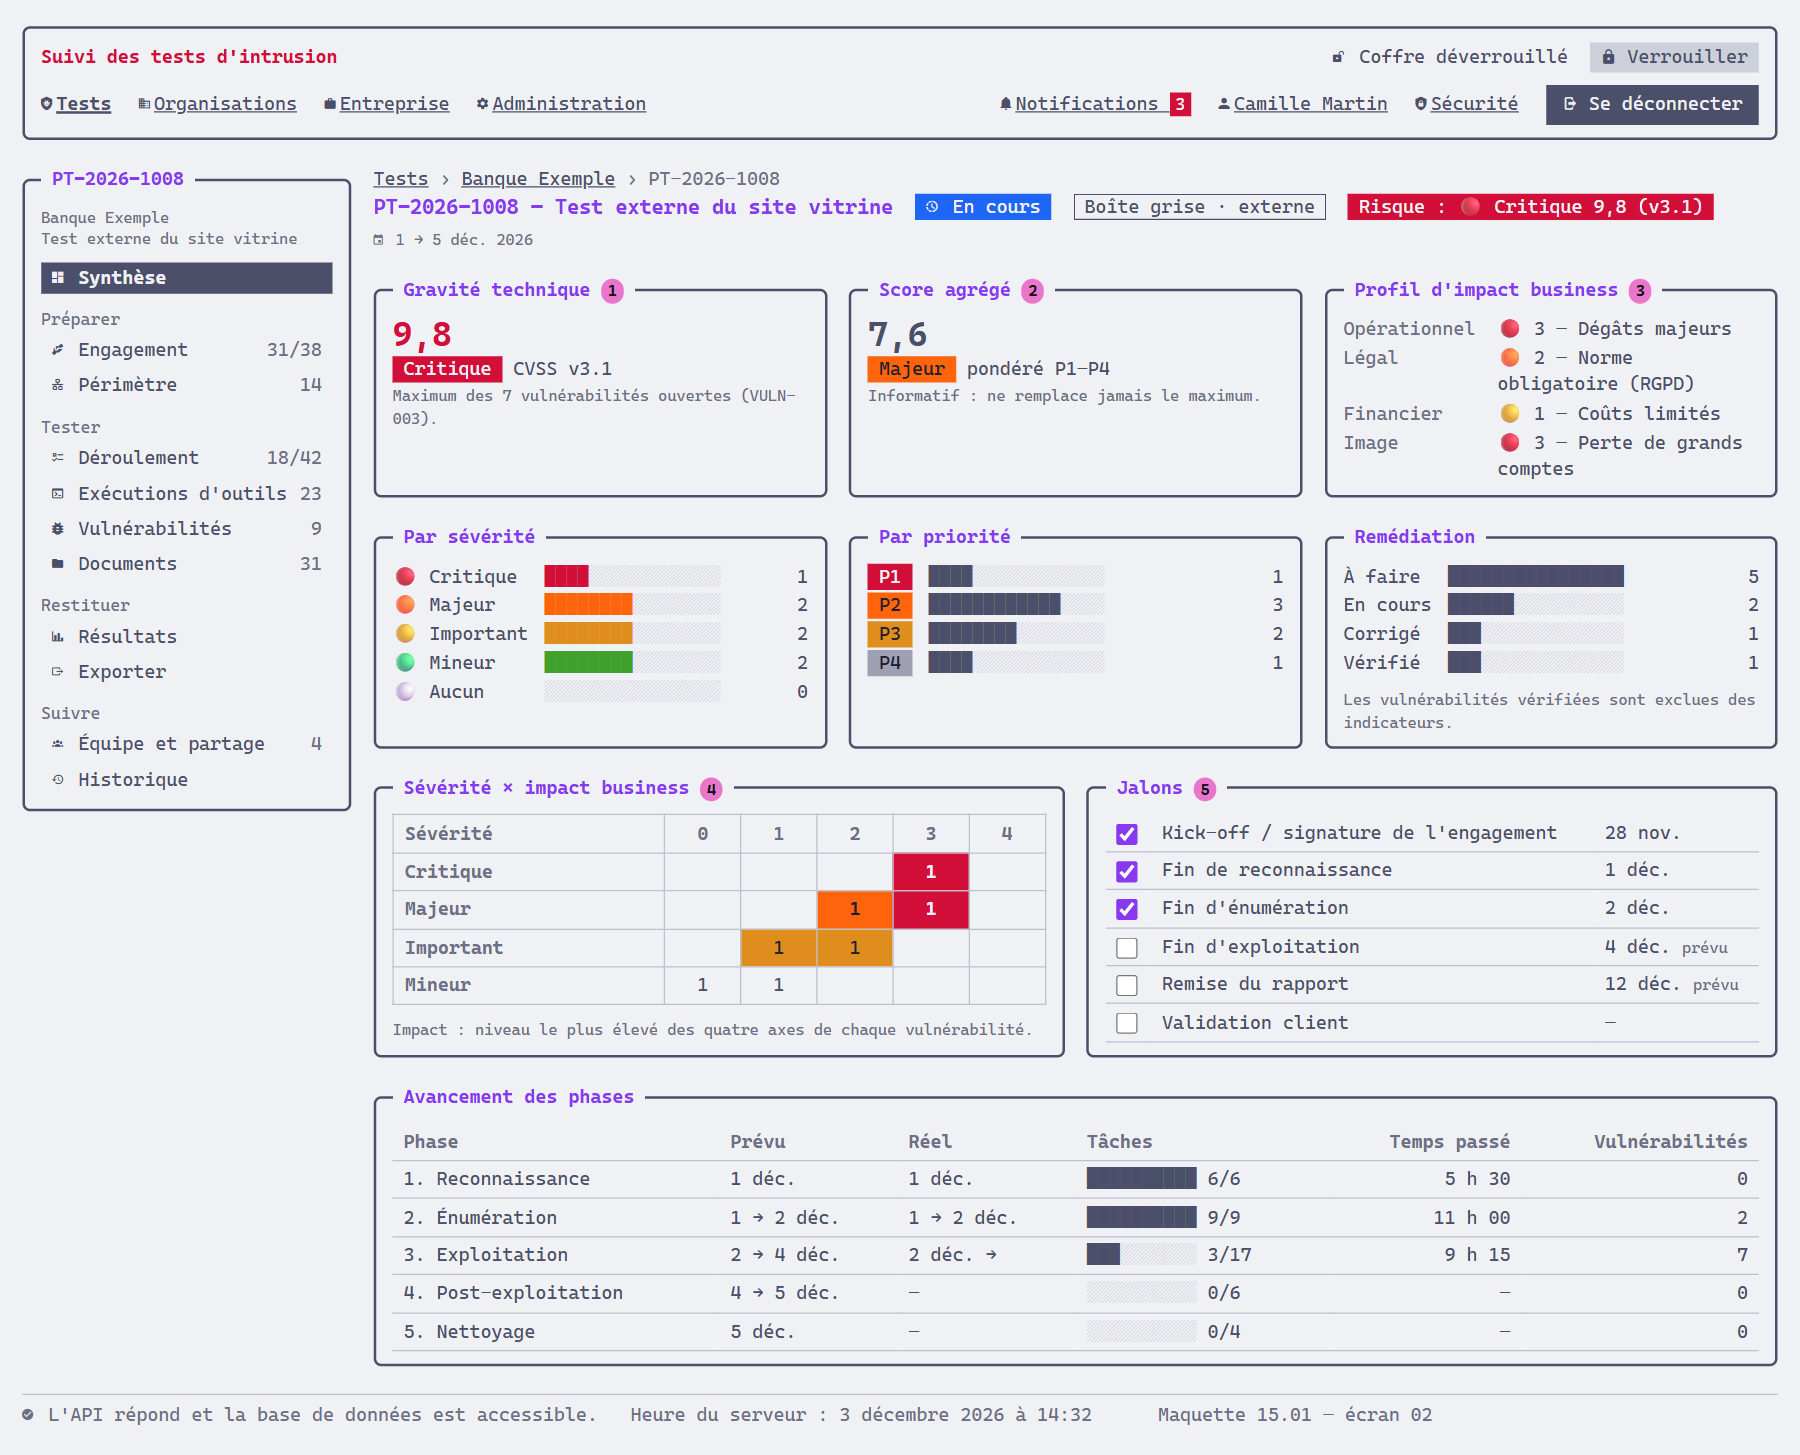 Suivi des tests d'intrusion
Coffre déverrouillé
Verrouiller
Tests Organisations Entreprise Administration
Notifications 3 Camille Martin Sécurité Se déconnecter
PT-2026-1008
Banque Exemple
Test externe du site vitrine
Synthèse
Préparer
Engagement 31/38
Périmètre 14
Tester
Déroulement 18/42
Exécutions d'outils 23
Vulnérabilités 9
Documents 31
Restituer
Résultats
Exporter
Suivre
Équipe et partage 4
Historique
Tests › Banque Exemple › PT-2026-1008
PT-2026-1008 — Test externe du site vitrine En cours Boîte grise · externe Risque : Critique 9,8 (v3.1)
1 → 5 déc. 2026
Gravité technique 1
9,8
Critique CVSS v3.1
Maximum des 7 vulnérabilités ouvertes (VULN-
003).
Score agrégé 2
7,6
Majeur pondéré P1–P4
Informatif : ne remplace jamais le maximum.
Profil d'impact business 3
Opérationnel 3 — Dégâts majeurs
Légal 2 — Norme
obligatoire (RGPD)
Financier 1 — Coûts limités
Image 3 — Perte de grands
comptes
Par sévérité
Critique 1
Majeur 2
Important 2
Mineur 2
Aucun 0
Par priorité
P1 1
P2 3
P3 2
P4 1
Remédiation
À faire 5
En cours 2
Corrigé 1
Vérifié 1
Les vulnérabilités vérifiées sont exclues des
indicateurs.
Sévérité × impact business 4
Sévérité 0 1 2 3 4
Critique 1
Majeur 1 1
Important 1 1
Mineur 1 1
Impact : niveau le plus élevé des quatre axes de chaque vulnérabilité.
Jalons 5
Kick-off / signature de l'engagement 28 nov.
Fin de reconnaissance 1 déc.
Fin d'énumération 2 déc.
Fin d'exploitation 4 déc. prévu
Remise du rapport 12 déc. prévu
Validation client —
Avancement des phases
Phase Prévu Réel Tâches Temps passé Vulnérabilités
1. Reconnaissance 1 déc. 1 déc. 6/6 5 h 30 0
2. Énumération 1 → 2 déc. 1 → 2 déc. 9/9 11 h 00 2
3. Exploitation 2 → 4 déc. 2 déc. → 3/17 9 h 15 7
4. Post-exploitation 4 → 5 déc. — 0/6 — 0
5. Nettoyage 5 déc. — 0/4 — 0
L'API répond et la base de données est accessible. Heure du serveur : 3 décembre 2026 à 14:32 Maquette 15.01 — écran 02